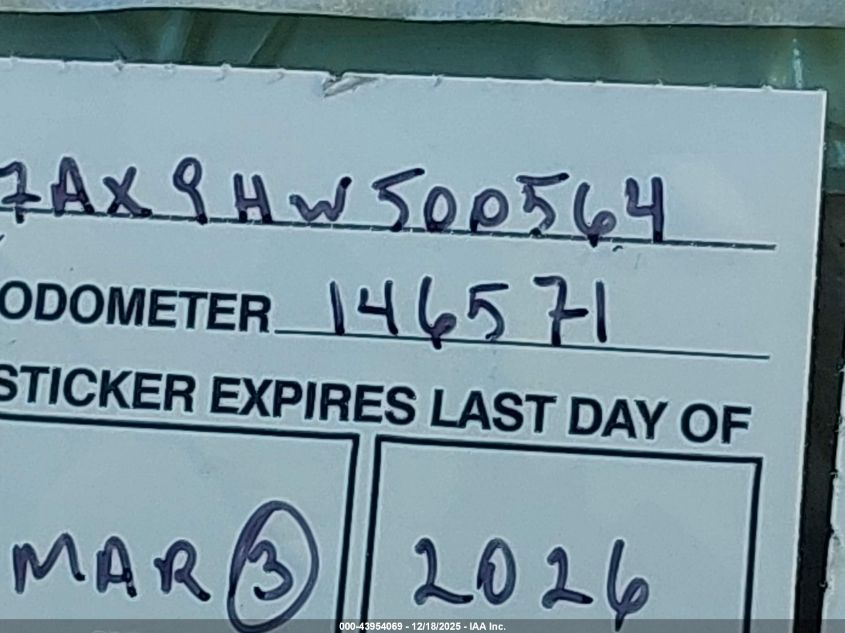 7AX9HW500564
ODOMETER 146571
STICKER EXPIRES LAST DAY OF
MAR 3 2026
000-43954069 - 12/18/2025 - IAA Inc.